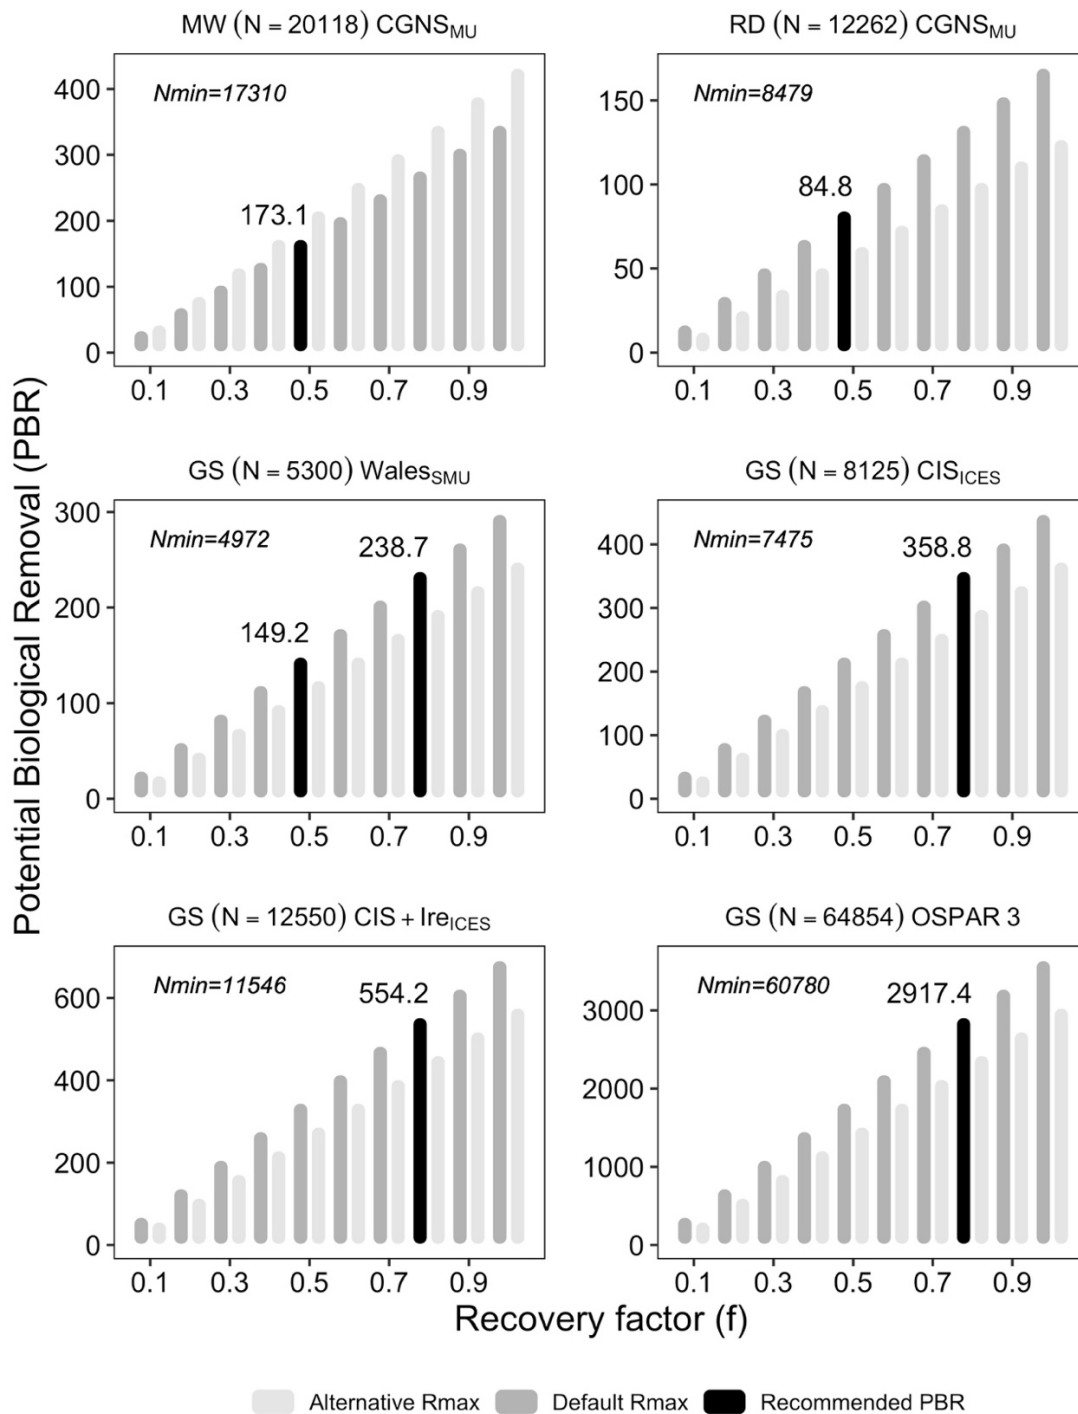 MW (N = 20118) CGNS_MU
Nmin=17310
173.1
400
300
200
100
0
0.1 0.3 0.5 0.7 0.9
RD (N = 12262) CGNS_MU
Nmin=8479
84.8
150
100
50
0
0.1 0.3 0.5 0.7 0.9
Potential Biological Removal (PBR)
GS (N = 5300) Wales_SMU
Nmin=4972
238.7
149.2
300
200
100
0
0.1 0.3 0.5 0.7 0.9
GS (N = 8125) CIS_ICES
Nmin=7475
358.8
400
300
200
100
0
0.1 0.3 0.5 0.7 0.9
GS (N = 12550) CIS + Ire_ICES
Nmin=11546
554.2
600
400
200
0
0.1 0.3 0.5 0.7 0.9
GS (N = 64854) OSPAR 3
Nmin=60780
2917.4
3000
2000
1000
0
0.1 0.3 0.5 0.7 0.9
Recovery factor (f)
Alternative Rmax Default Rmax Recommended PBR